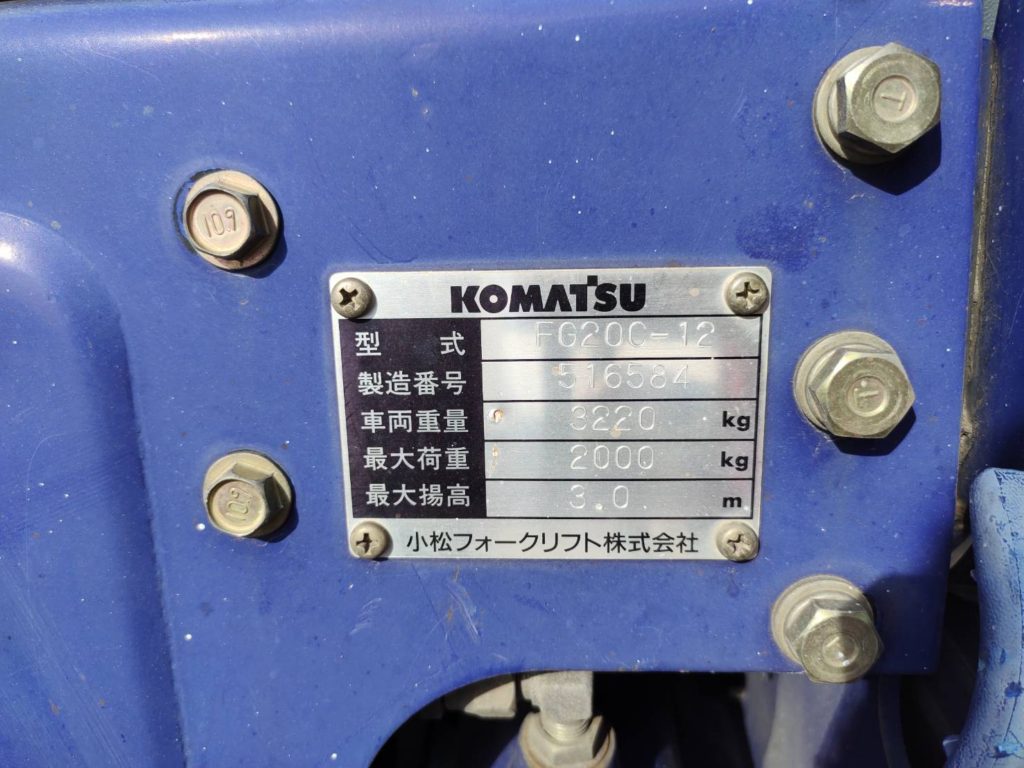 KOMATSU
型 式 FG20C-12
製造番号 516584
車両重量 3220 kg
最大荷重 2000 kg
最大揚高 3.0 m
小松フォークリフト株式会社
10.9
10.9
T
T